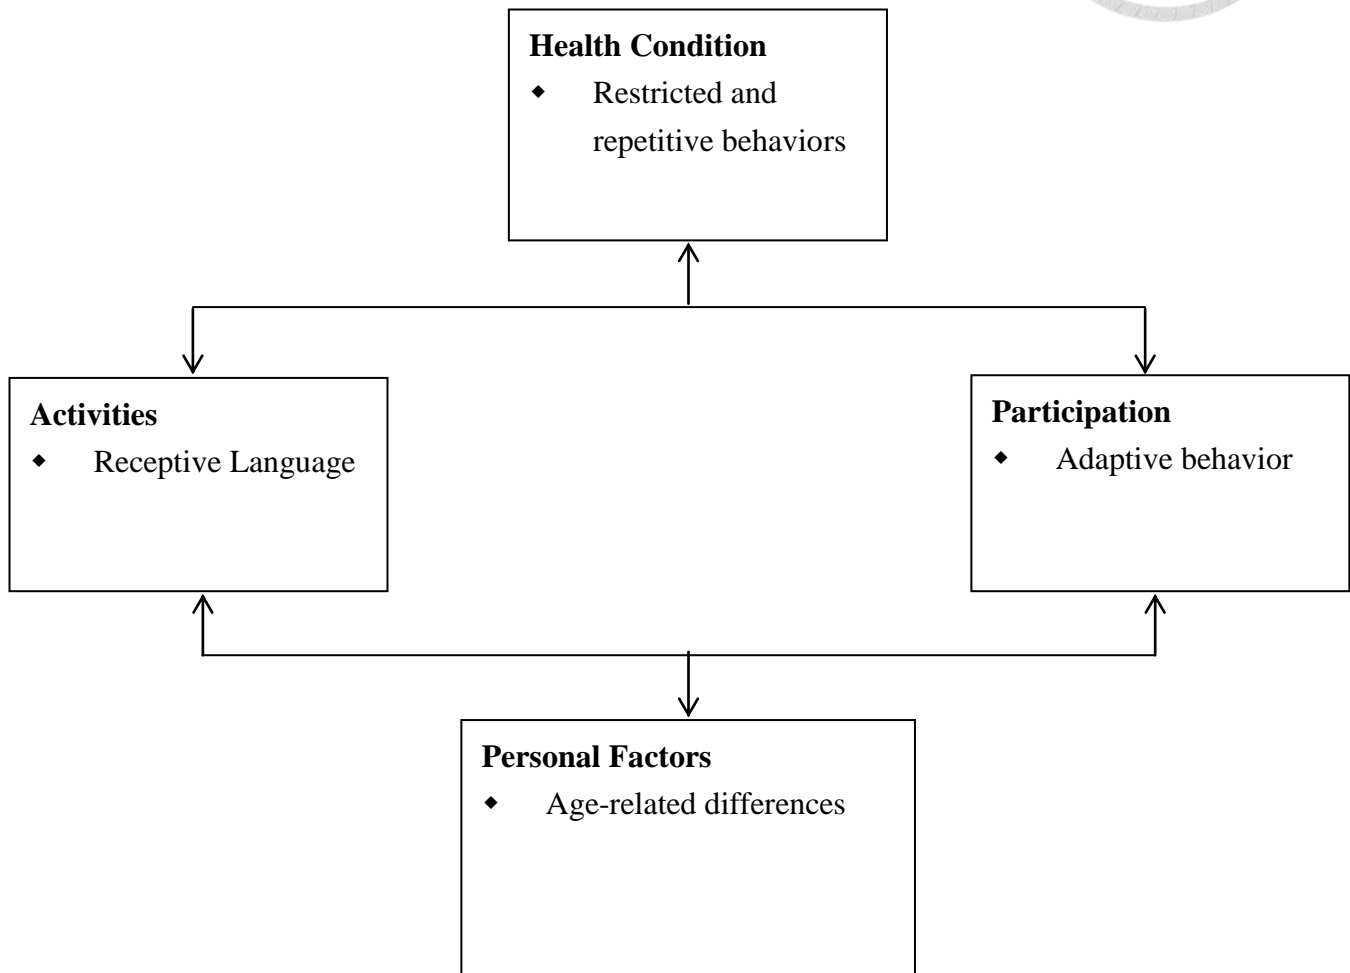 Health Condition
◆ Restricted and
repetitive behaviors
Activities
◆ Receptive Language
Participation
◆ Adaptive behavior
Personal Factors
◆ Age-related differences